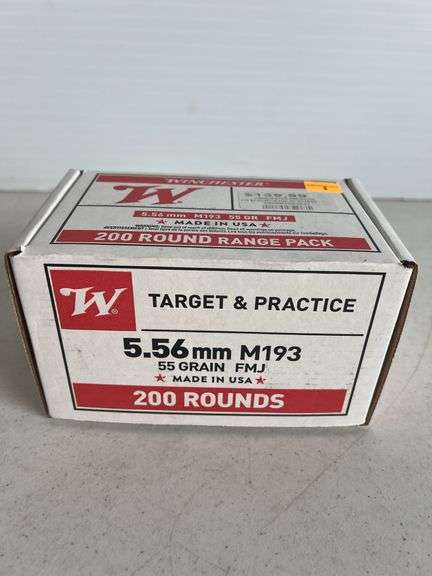 WINCHESTER
W
5.56 mm M193 55 GR FMJ
★ MADE IN USA ★
200 ROUND RANGE PACK
W®
TARGET & PRACTICE
5.56mm M193
55 GRAIN FMJ
★ MADE IN USA ★
200 ROUNDS